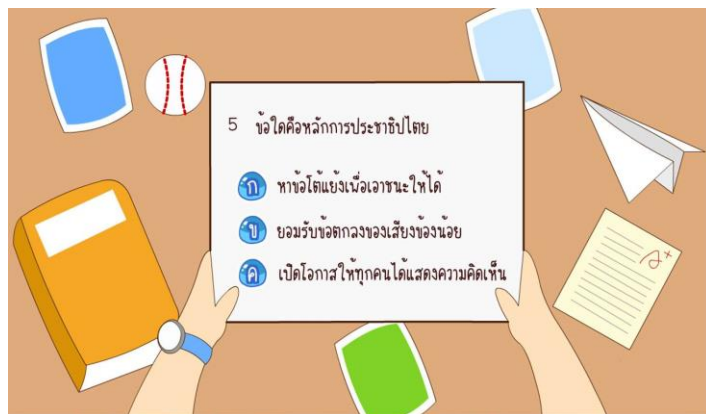 5 ข้อใดคือหลักการประชาธิปไตย
ก หาข้อโต้แย้งเพื่อเอาชนะให้ได้
ข ยอมรับข้อตกลงของเสียงข้องน้อย
ค เปิดโอกาสให้ทุกคนได้แสดงความคิดเห็น
A+